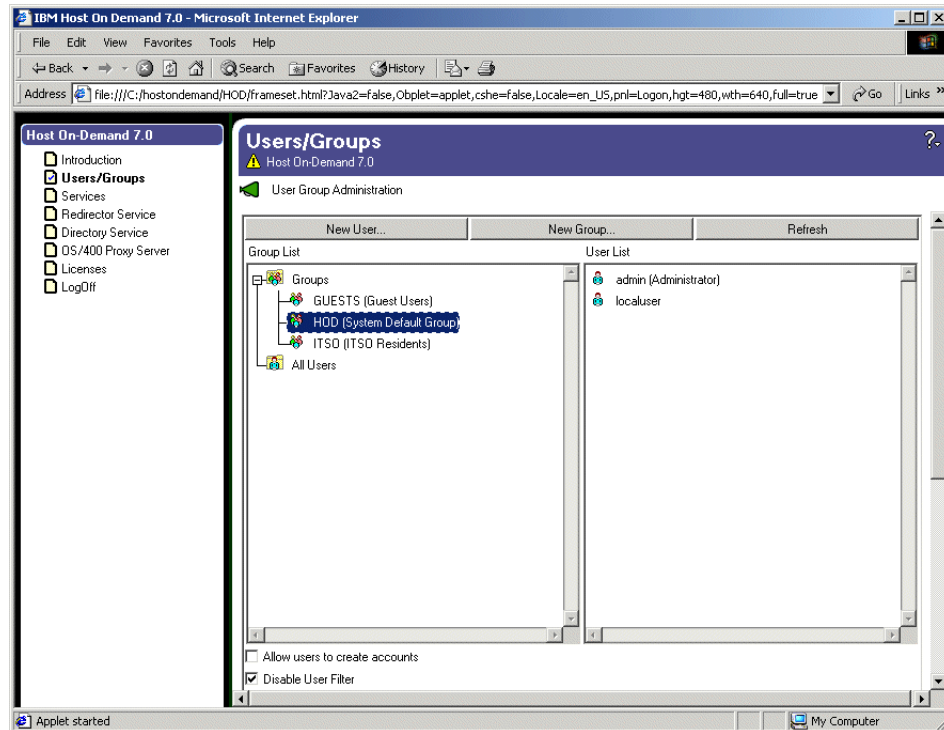 IBM Host On Demand 7.0 - Microsoft Internet Explorer
File Edit View Favorites Tools Help
Back Search Favorites History
Address file:///C:/hostondemand/HOD/frameset.html?Java2=false,Obplet=applet,cshe=false,Locale=en_US,pnl=Logon,hgt=480,wth=640,full=true Go Links »
Host On-Demand 7.0
Introduction
Users/Groups
Services
Redirector Service
Directory Service
OS/400 Proxy Server
Licenses
LogOff
Users/Groups
Host On-Demand 7.0
?
User Group Administration
New User... New Group... Refresh
Group List User List
Groups
GUESTS (Guest Users)
HOD (System Default Group)
ITSO (ITSO Residents)
All Users
admin (Administrator)
localuser
Allow users to create accounts
Disable User Filter
Applet started My Computer